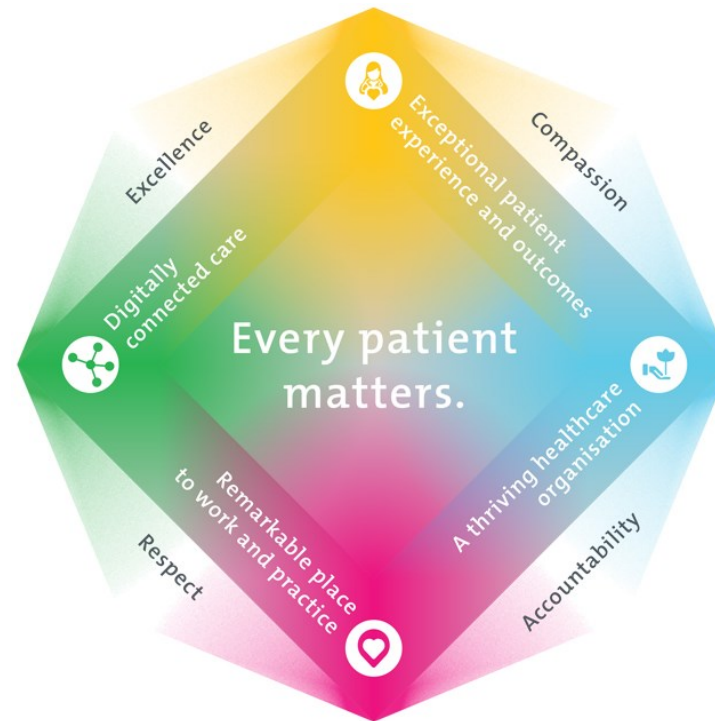 Excellence
Compassion
Exceptional patient
experience and outcomes
Digitally
connected care
Every patient
matters.
A thriving healthcare
organisation
Remarkable place
to work and practice
Respect
Accountability